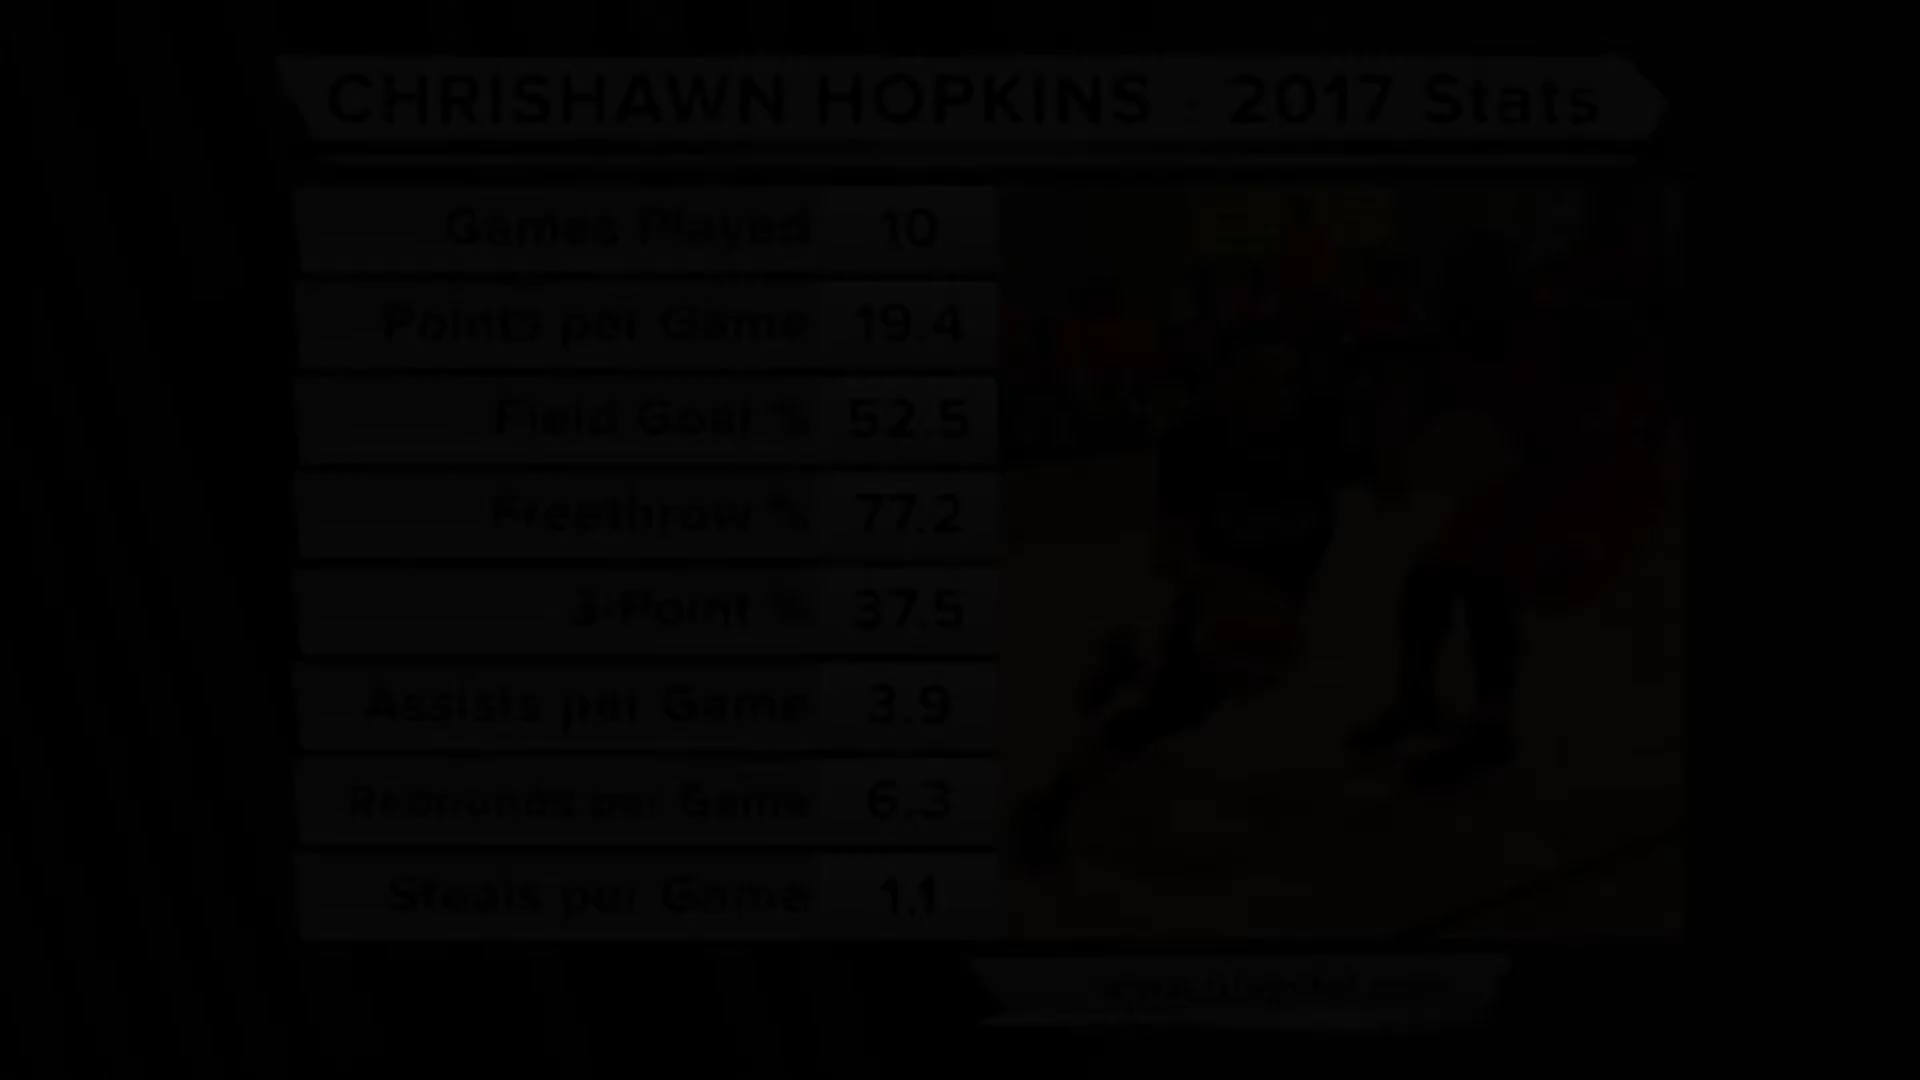 CHRISHAWN HOPKINS - 2017 Stats
Games Played 10
Points per Game 19.4
Field Goal % 52.5
Freethrow % 77.2
3-Point % 37.5
Assists per Game 3.9
Rebounds per Game 6.3
Steals per Game 1.1